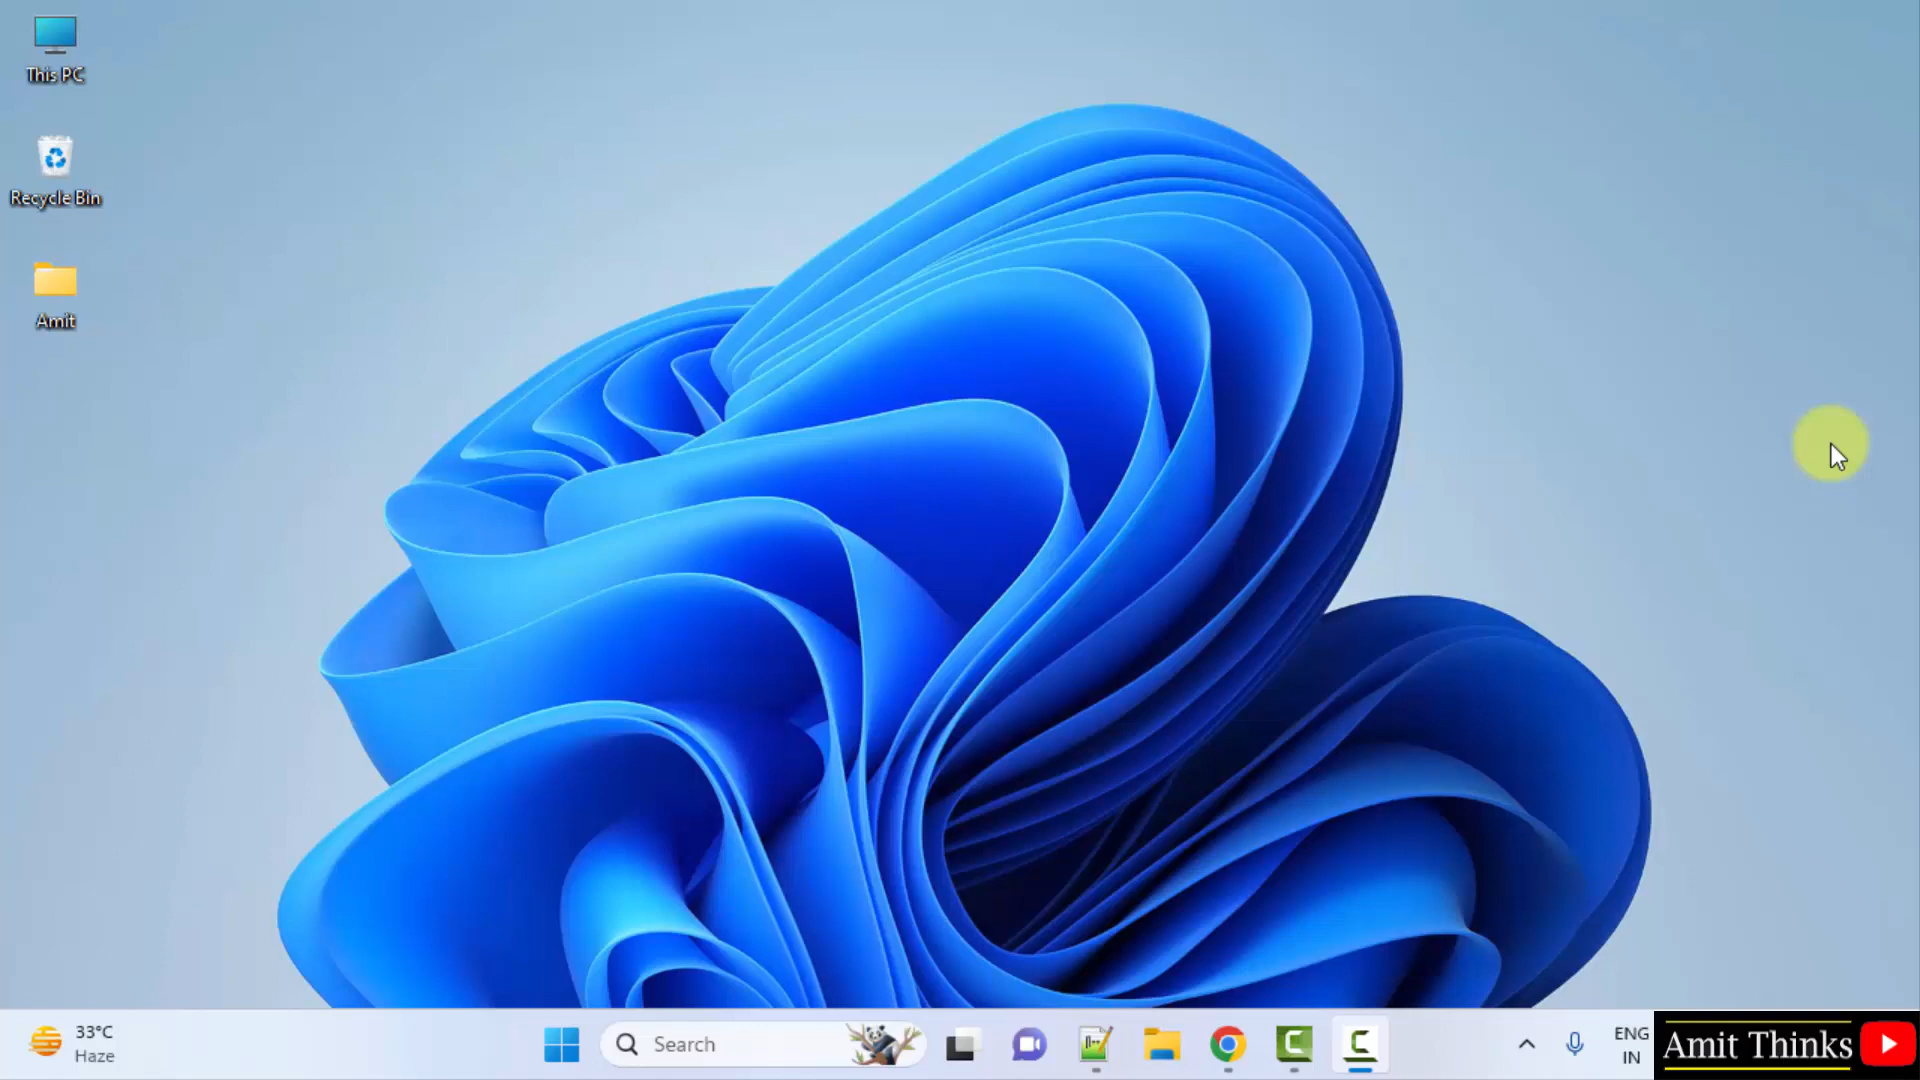 This PC
Recycle Bin
Amit
33°C
Haze
Search
ENG
IN
Amit Thinks